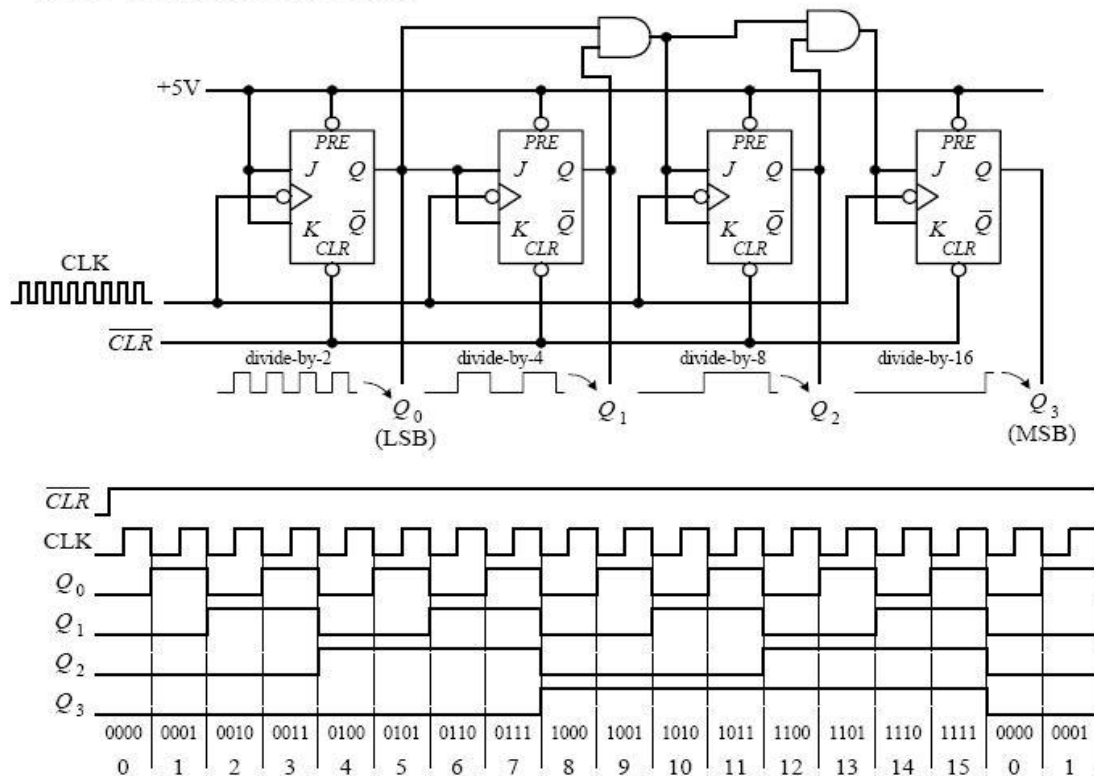 +5V
PRE PRE PRE PRE
J Q J Q J Q J Q
K Q̅ K Q̅ K Q̅ K Q̅
CLR CLR CLR CLR
CLK
C̅L̅R̅
divide-by-2 divide-by-4 divide-by-8 divide-by-16
Q0 Q1 Q2 Q3
(LSB) (MSB)
C̅L̅R̅
CLK
Q0
Q1
Q2
Q3
0000 0001 0010 0011 0100 0101 0110 0111 1000 1001 1010 1011 1100 1101 1110 1111 0000 0001
0 1 2 3 4 5 6 7 8 9 10 11 12 13 14 15 0 1